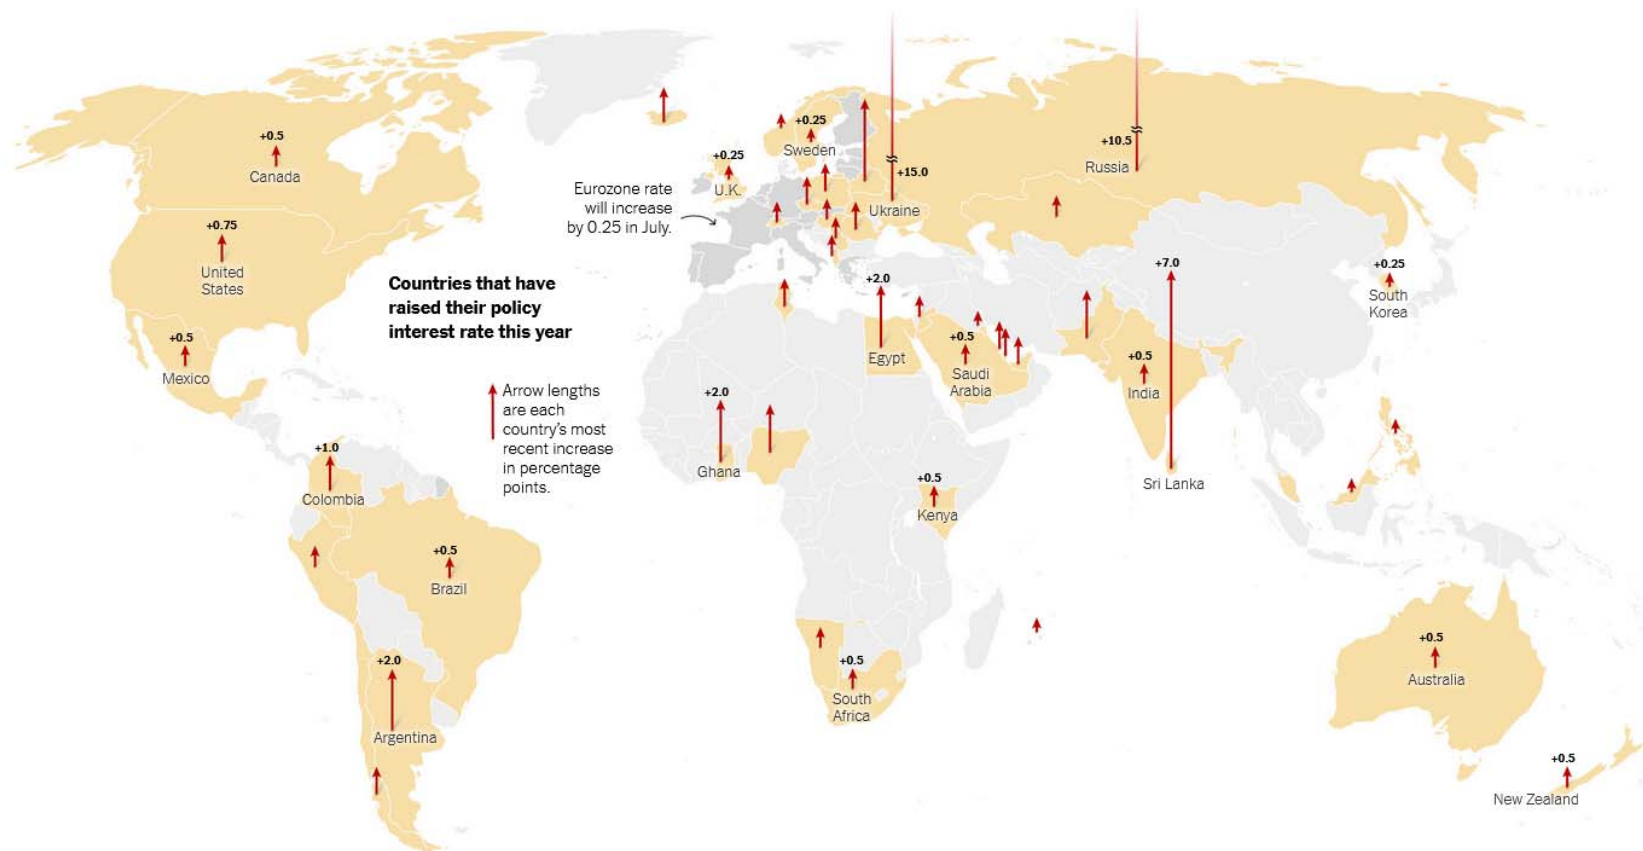 Countries that have
raised their policy
interest rate this year
Arrow lengths
are each
country’s most
recent increase
in percentage
points.
+0.5
Canada
+0.75
United
States
+0.5
Mexico
+1.0
Colombia
+0.5
Brazil
+2.0
Argentina
Eurozone rate
will increase
by 0.25 in July.
+0.25
U.K.
+0.25
Sweden
+15.0
Ukraine
+10.5
Russia
+2.0
Egypt
+0.5
Saudi
Arabia
+2.0
Ghana
+0.5
Kenya
+0.5
South
Africa
+0.5
India
+7.0
Sri Lanka
+0.25
South
Korea
+0.5
Australia
+0.5
New Zealand